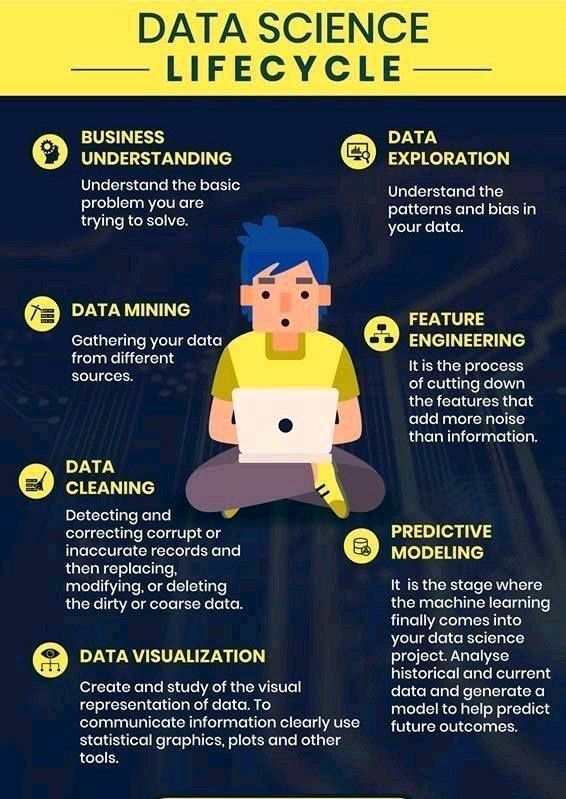 DATA SCIENCE
LIFECYCLE
BUSINESS
UNDERSTANDING
Understand the basic
problem you are
trying to solve.
DATA MINING
Gathering your data
from different
sources.
DATA
CLEANING
Detecting and
correcting corrupt or
inaccurate records and
then replacing,
modifying, or deleting
the dirty or coarse data.
DATA VISUALIZATION
Create and study of the visual
representation of data. To
communicate information clearly use
statistical graphics, plots and other
tools.
DATA
EXPLORATION
Understand the
patterns and bias in
your data.
FEATURE
ENGINEERING
It is the process
of cutting down
the features that
add more noise
than information.
PREDICTIVE
MODELING
It is the stage where
the machine learning
finally comes into
your data science
project. Analyse
historical and current
data and generate a
model to help predict
future outcomes.